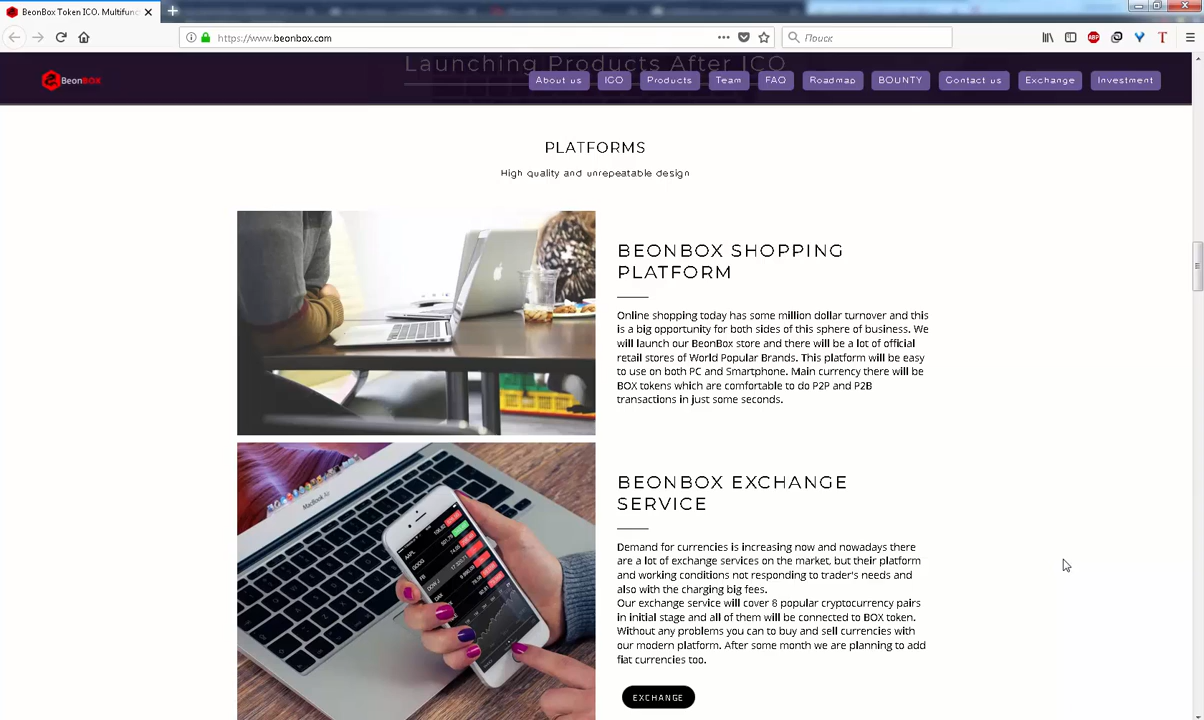 BeonBox Token ICO. Multifunc
https://www.beonbox.com
Поиск
ABP
BeonBOX
Launching Products After ICO
About us
ICO
Products
Team
FAQ
Roadmap
BOUNTY
Contact us
Exchange
Investment
PLATFORMS
High quality and unrepeatable design
BEONBOX SHOPPING
PLATFORM
Online shopping today has some million dollar turnover and this
is a big opportunity for both sides of this sphere of business. We
will launch our BeonBox store and there will be a lot of official
retail stores of World Popular Brands. This platform will be easy
to use on both PC and Smartphone. Main currency there will be
BOX tokens which are comfortable to do P2P and P2B
transactions in just some seconds.
MacBook Air
AAPL
GOOG
FB
DOW J
DAX
BEONBOX EXCHANGE
SERVICE
Demand for currencies is increasing now and nowadays there
are a lot of exchange services on the market, but their platform
and working conditions not responding to trader's needs and
also with the charging big fees.
Our exchange service will cover 8 popular cryptocurrency pairs
in initial stage and all of them will be connected to BOX token.
Without any problems you can to buy and sell currencies with
our modern platform. After some month we are planning to add
fiat currencies too.
EXCHANGE